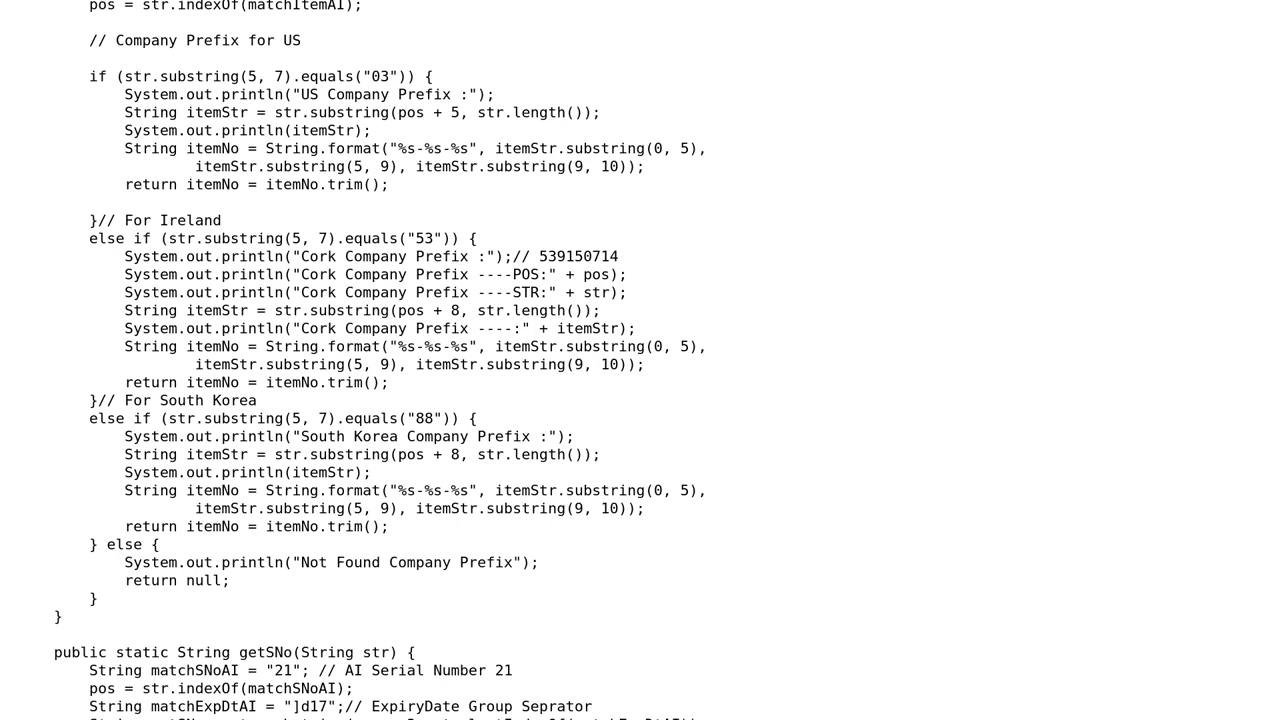 pos = str.indexOf(matchItemAI);
// Company Prefix for US
if (str.substring(5, 7).equals("03")) {
System.out.println("US Company Prefix :");
String itemStr = str.substring(pos + 5, str.length());
System.out.println(itemStr);
String itemNo = String.format("%s-%s-%s", itemStr.substring(0, 5),
itemStr.substring(5, 9), itemStr.substring(9, 10));
return itemNo = itemNo.trim();
}// For Ireland
else if (str.substring(5, 7).equals("53")) {
System.out.println("Cork Company Prefix :");// 539150714
System.out.println("Cork Company Prefix ----POS:" + pos);
System.out.println("Cork Company Prefix ----STR:" + str);
String itemStr = str.substring(pos + 8, str.length());
System.out.println("Cork Company Prefix ----:" + itemStr);
String itemNo = String.format("%s-%s-%s", itemStr.substring(0, 5),
itemStr.substring(5, 9), itemStr.substring(9, 10));
return itemNo = itemNo.trim();
}// For South Korea
else if (str.substring(5, 7).equals("88")) {
System.out.println("South Korea Company Prefix :");
String itemStr = str.substring(pos + 8, str.length());
System.out.println(itemStr);
String itemNo = String.format("%s-%s-%s", itemStr.substring(0, 5),
itemStr.substring(5, 9), itemStr.substring(9, 10));
return itemNo = itemNo.trim();
} else {
System.out.println("Not Found Company Prefix");
return null;
}
}
public static String getSNo(String str) {
String matchSNoAI = "21"; // AI Serial Number 21
pos = str.indexOf(matchSNoAI);
String matchExpDtAI = "]d17";// ExpiryDate Group Seprator